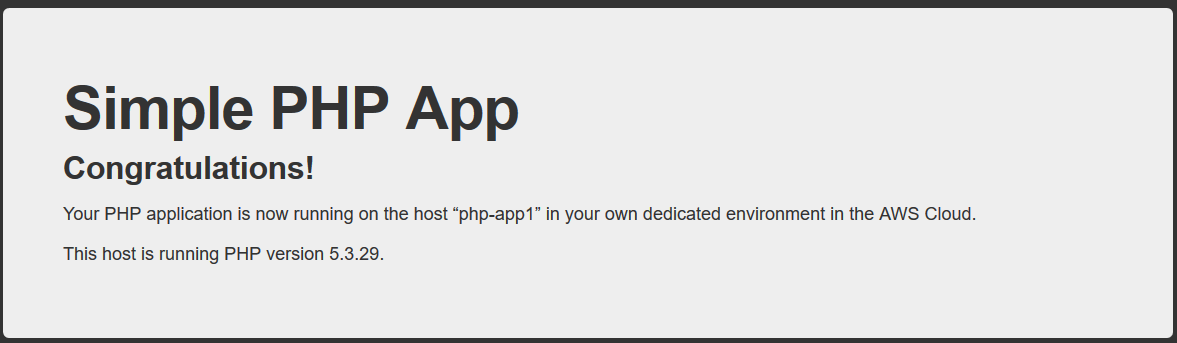 Simple PHP App
Congratulations!
Your PHP application is now running on the host “php-app1” in your own dedicated environment in the AWS Cloud.
This host is running PHP version 5.3.29.